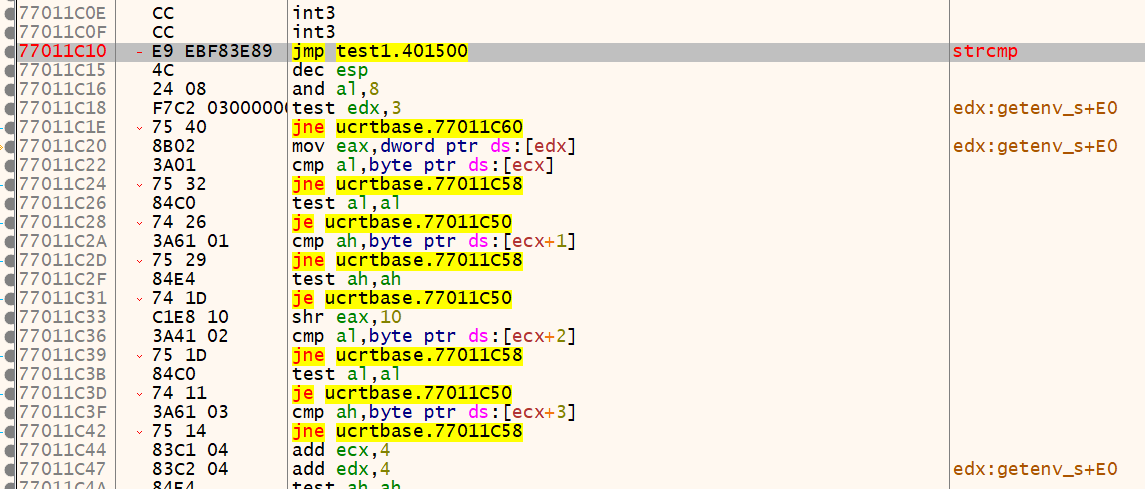 77011C0E CC int3
77011C0F CC int3
77011C10 - E9 EBF83E89 jmp test1.401500 strcmp
77011C15 4C dec esp
77011C16 24 08 and al,8
77011C18 F7C2 03000000 test edx,3 edx:getenv_s+E0
77011C1E 75 40 jne ucrtbase.77011C60
77011C20 8B02 mov eax,dword ptr ds:[edx] edx:getenv_s+E0
77011C22 3A01 cmp al,byte ptr ds:[ecx]
77011C24 75 32 jne ucrtbase.77011C58
77011C26 84C0 test al,al
77011C28 74 26 je ucrtbase.77011C50
77011C2A 3A61 01 cmp ah,byte ptr ds:[ecx+1]
77011C2D 75 29 jne ucrtbase.77011C58
77011C2F 84E4 test ah,ah
77011C31 74 1D je ucrtbase.77011C50
77011C33 C1E8 10 shr eax,10
77011C36 3A41 02 cmp al,byte ptr ds:[ecx+2]
77011C39 75 1D jne ucrtbase.77011C58
77011C3B 84C0 test al,al
77011C3D 74 11 je ucrtbase.77011C50
77011C3F 3A61 03 cmp ah,byte ptr ds:[ecx+3]
77011C42 75 14 jne ucrtbase.77011C58
77011C44 83C1 04 add ecx,4
77011C47 83C2 04 add edx,4 edx:getenv_s+E0
77011C4A 84E4 test ah,ah